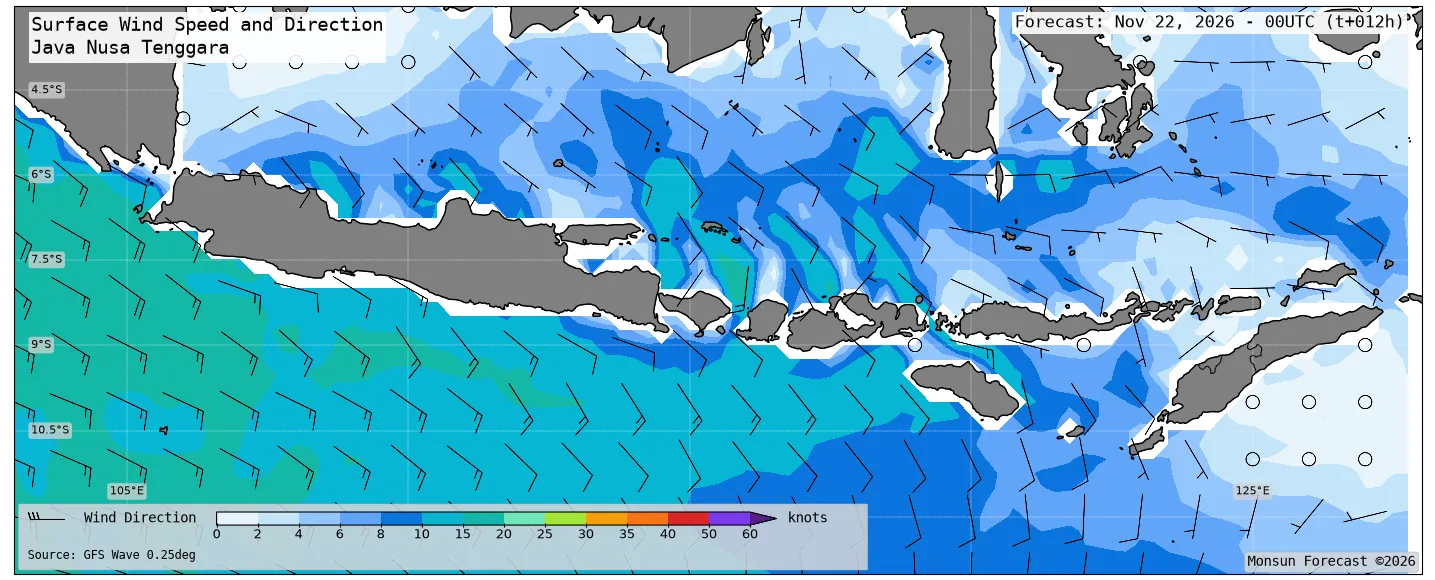 Surface Wind Speed and Direction
Java Nusa Tenggara
Forecast: Nov 22, 2026 - 00UTC (t+012h)
4.5°S
6°S
7.5°S
9°S
10.5°S
105°E
125°E
Wind Direction
0 2 4 6 8 10 15 20 25 30 35 40 50 60
knots
Source: GFS Wave 0.25deg
Monsun Forecast ©2026